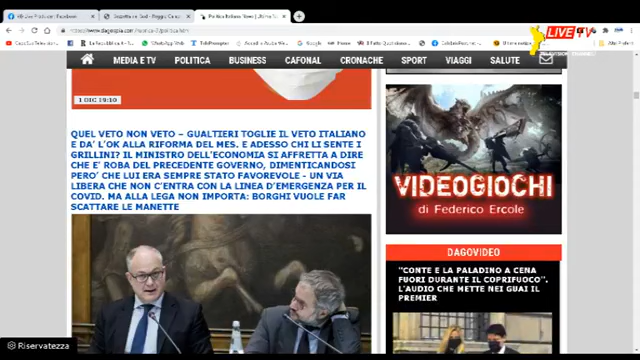 LIVE TV
MEDIA E TV POLITICA BUSINESS CAFONAL CRONACHE SPORT VIAGGI SALUTE
1 DIC 19:10
QUEL VETO NON VETO – GUALTIERI TOGLIE IL VETO ITALIANO
E DA' L'OK ALLA RIFORMA DEL MES. E ADESSO CHI LI SENTE I
GRILLINI? IL MINISTRO DELL'ECONOMIA SI AFFRETTA A DIRE
CHE E' ROBA DEL PRECEDENTE GOVERNO, DIMENTICANDOSI
PERO' CHE LUI ERA SEMPRE STATO FAVOREVOLE - UN VIA
LIBERA CHE NON C'ENTRA CON LA LINEA D'EMERGENZA PER IL
COVID. MA ALLA LEGA NON IMPORTA: BORGHI VUOLE FAR
SCATTARE LE MANETTE
VIDEOGIOCHI
di Federico Ercole
DAGOVIDEO
"CONTE E LA PALADINO A CENA
FUORI DURANTE IL COPRIFUOCO".
L'AUDIO CHE METTE NEI GUAI IL
PREMIER
Riservatezza